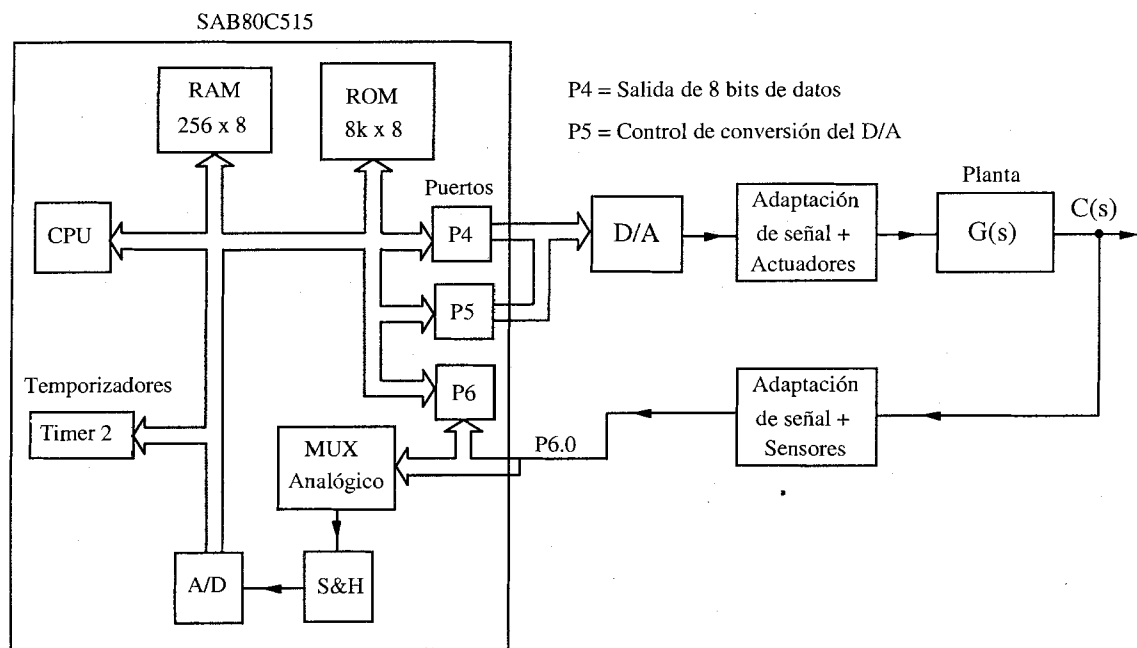 SAB80C515
RAM
256 x 8
ROM
8k x 8
P4 = Salida de 8 bits de datos
P5 = Control de conversión del D/A
Puertos
CPU
P4
D/A
Adaptación
de señal +
Actuadores
Planta
G(s)
C(s)
P5
P6
Temporizadores
Timer 2
MUX
Analógico
P6.0
Adaptación
de señal +
Sensores
A/D
S&H